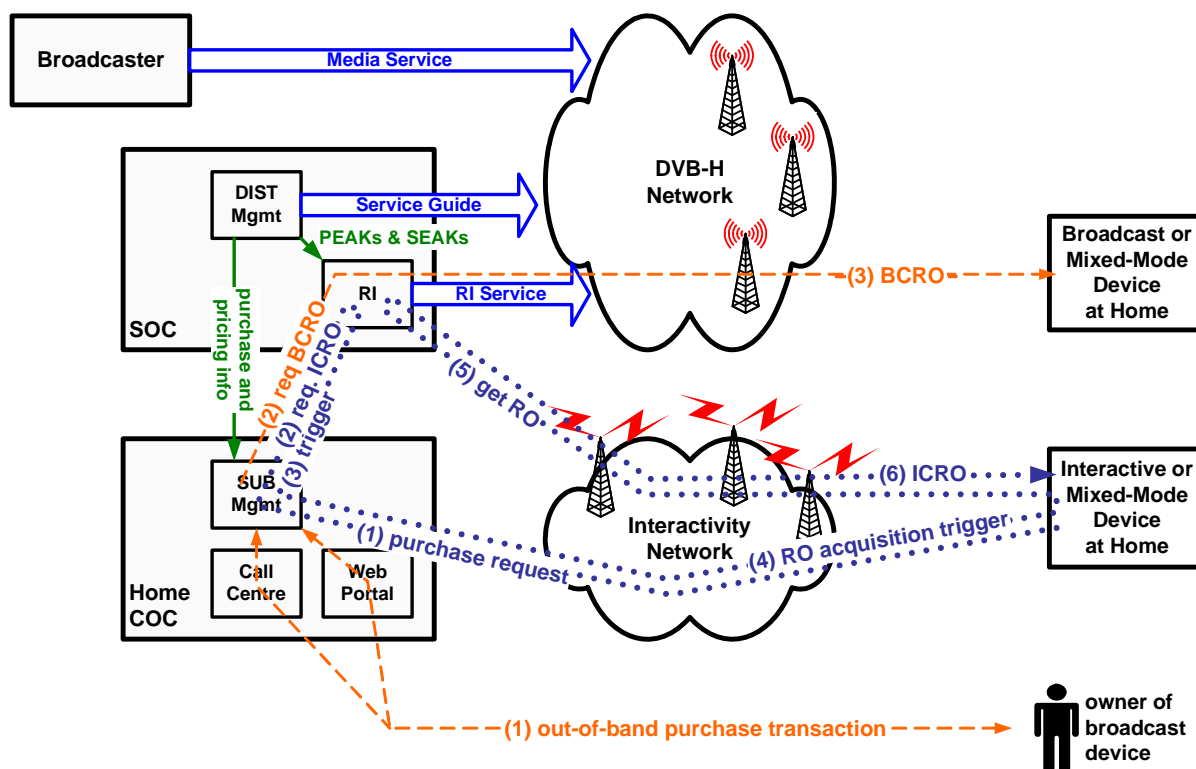 Broadcaster
Media Service
DVB-H
Network
DIST
Mgmt
Service Guide
PEAKs & SEAKs
RI
RI Service
SOC
purchase and
pricing info
(2) req BCRO
(2) req. ICRO
(3) trigger
(3) BCRO
Broadcast or
Mixed-Mode
Device
at Home
(5) get RO
(6) ICRO
Interactive or
Mixed-Mode
Device
at Home
Interactivity
Network
(4) RO acquisition trigger
(1) purchase request
SUB
Mgmt
Call
Centre
Web
Portal
Home
COC
(1) out-of-band purchase transaction
owner of
broadcast
device